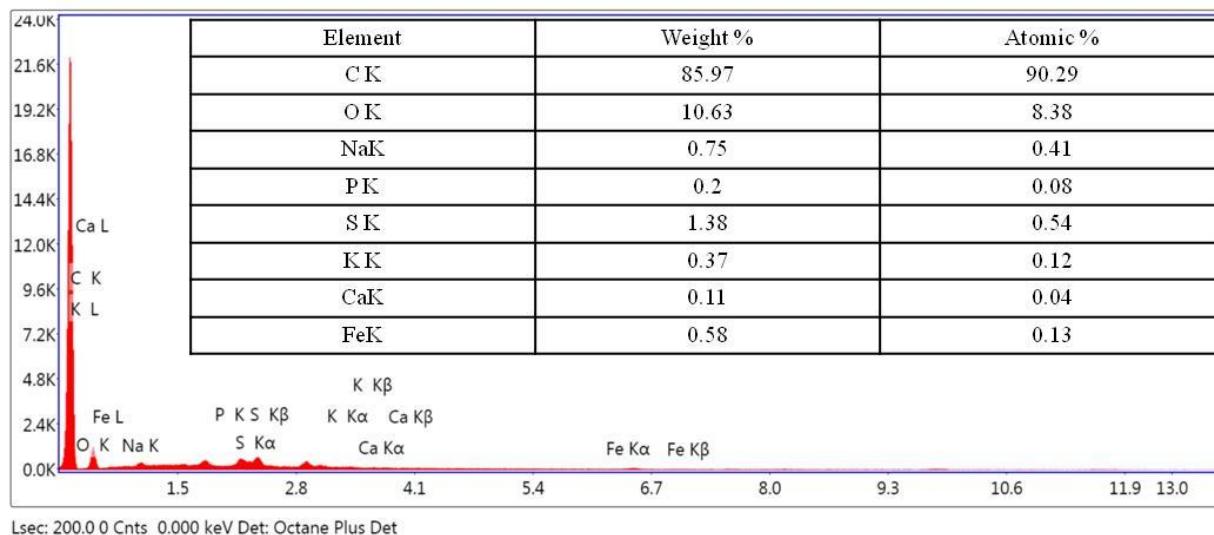 24.0K
21.6K
19.2K
16.8K
14.4K
12.0K
9.6K
7.2K
4.8K
2.4K
0.0K
Element Weight % Atomic %
C K 85.97 90.29
O K 10.63 8.38
NaK 0.75 0.41
P K 0.2 0.08
S K 1.38 0.54
K K 0.37 0.12
CaK 0.11 0.04
FeK 0.58 0.13
Ca L
C K
K L
K Kβ
Fe L P K S Kβ K Kα Ca Kβ
O K Na K S Kα Ca Kα Fe Kα Fe Kβ
1.5 2.8 4.1 5.4 6.7 8.0 9.3 10.6 11.9 13.0
Lsec: 200.0 0 Cnts 0.000 keV Det: Octane Plus Det